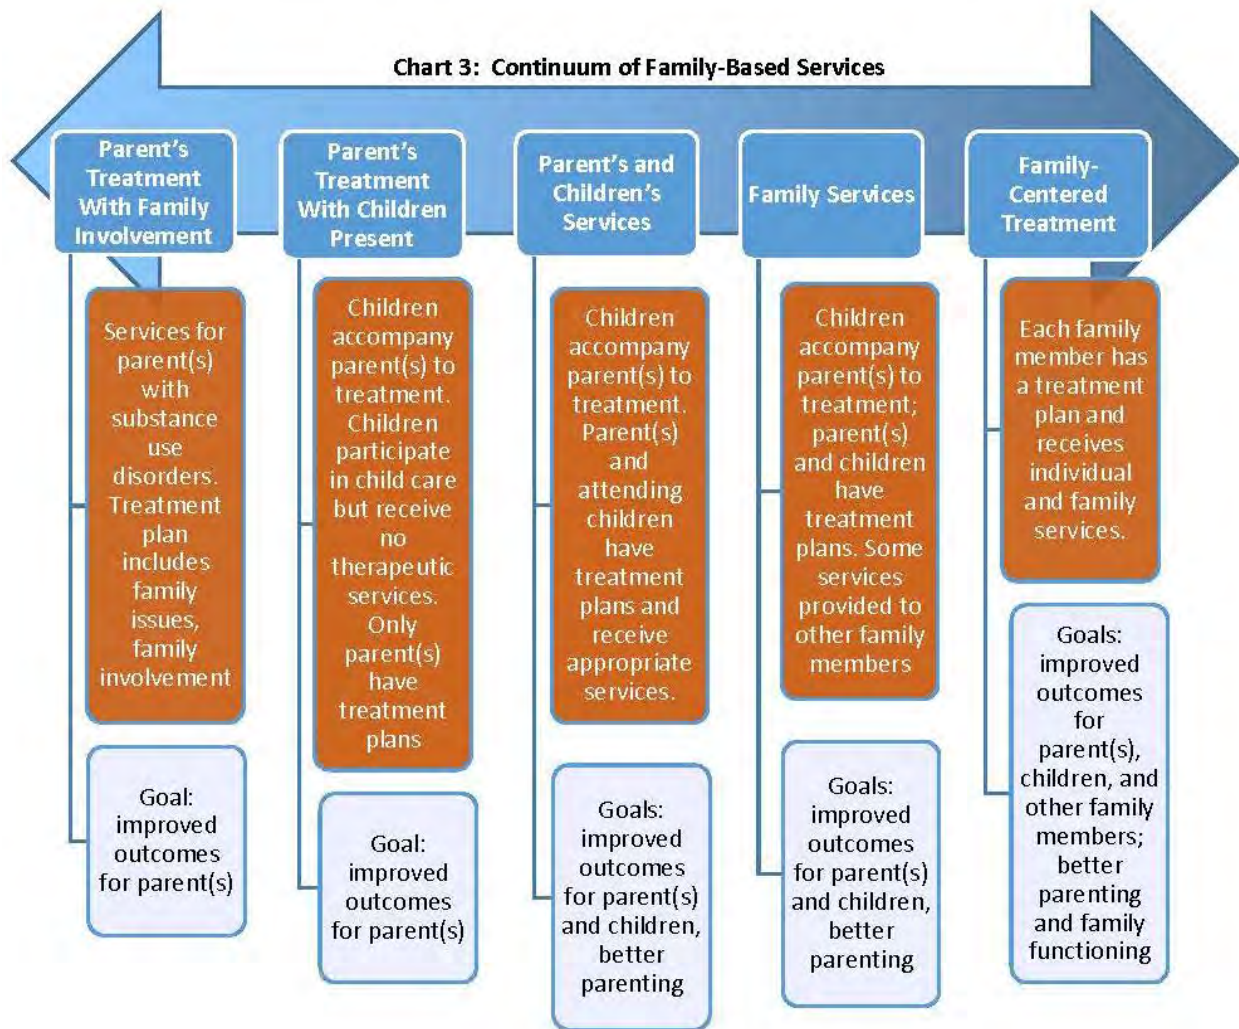 Chart 3: Continuum of Family-Based Services
Parent's
Treatment
With Family
Involvement
Services for
parent(s)
with
substance
use
disorders.
Treatment
plan
includes
family
issues,
family
involvement
Goal:
improved
outcomes
for parent(s)
Parent's
Treatment
With Children
Present
Children
accompany
parent(s) to
treatment.
Children
participate
in child care
but receive
no
therapeutic
services.
Only
parent(s)
have
treatment
plans
Goal:
improved
outcomes
for parent(s)
Parent's and
Children's
Services
Children
accompany
parent(s) to
treatment.
Parent(s)
and
attending
children
have
treatment
plans and
receive
appropriate
services.
Goals:
improved
outcomes
for parent(s)
and children,
better
parenting
Family Services
Children
accompany
parent(s) to
treatment;
parent(s)
and children
have
treatment
plans. Some
services
provided to
other family
members
Goals:
improved
outcomes
for parent(s)
and children,
better
parenting
Family-
Centered
Treatment
Each family
member has
a treatment
plan and
receives
individual
and family
services.
Goals:
improved
outcomes
for
parent(s),
children, and
other family
members;
better
parenting
and family
functioning